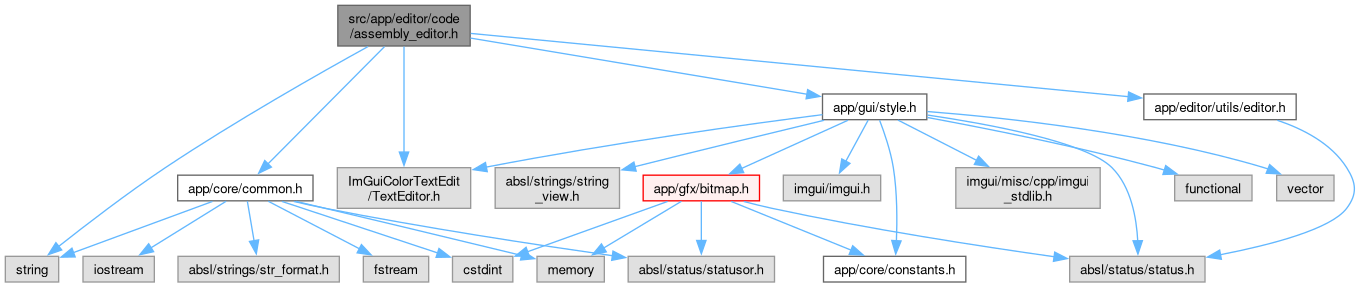 src/app/editor/code
/assembly_editor.h
app/gui/style.h
app/editor/utils/editor.h
app/core/common.h
ImGuiColorTextEdit
/TextEditor.h
absl/strings/string
_view.h
app/gfx/bitmap.h
imgui/imgui.h
imgui/misc/cpp/imgui
_stdlib.h
functional
vector
string
iostream
absl/strings/str_format.h
fstream
cstdint
memory
absl/status/statusor.h
app/core/constants.h
absl/status/status.h